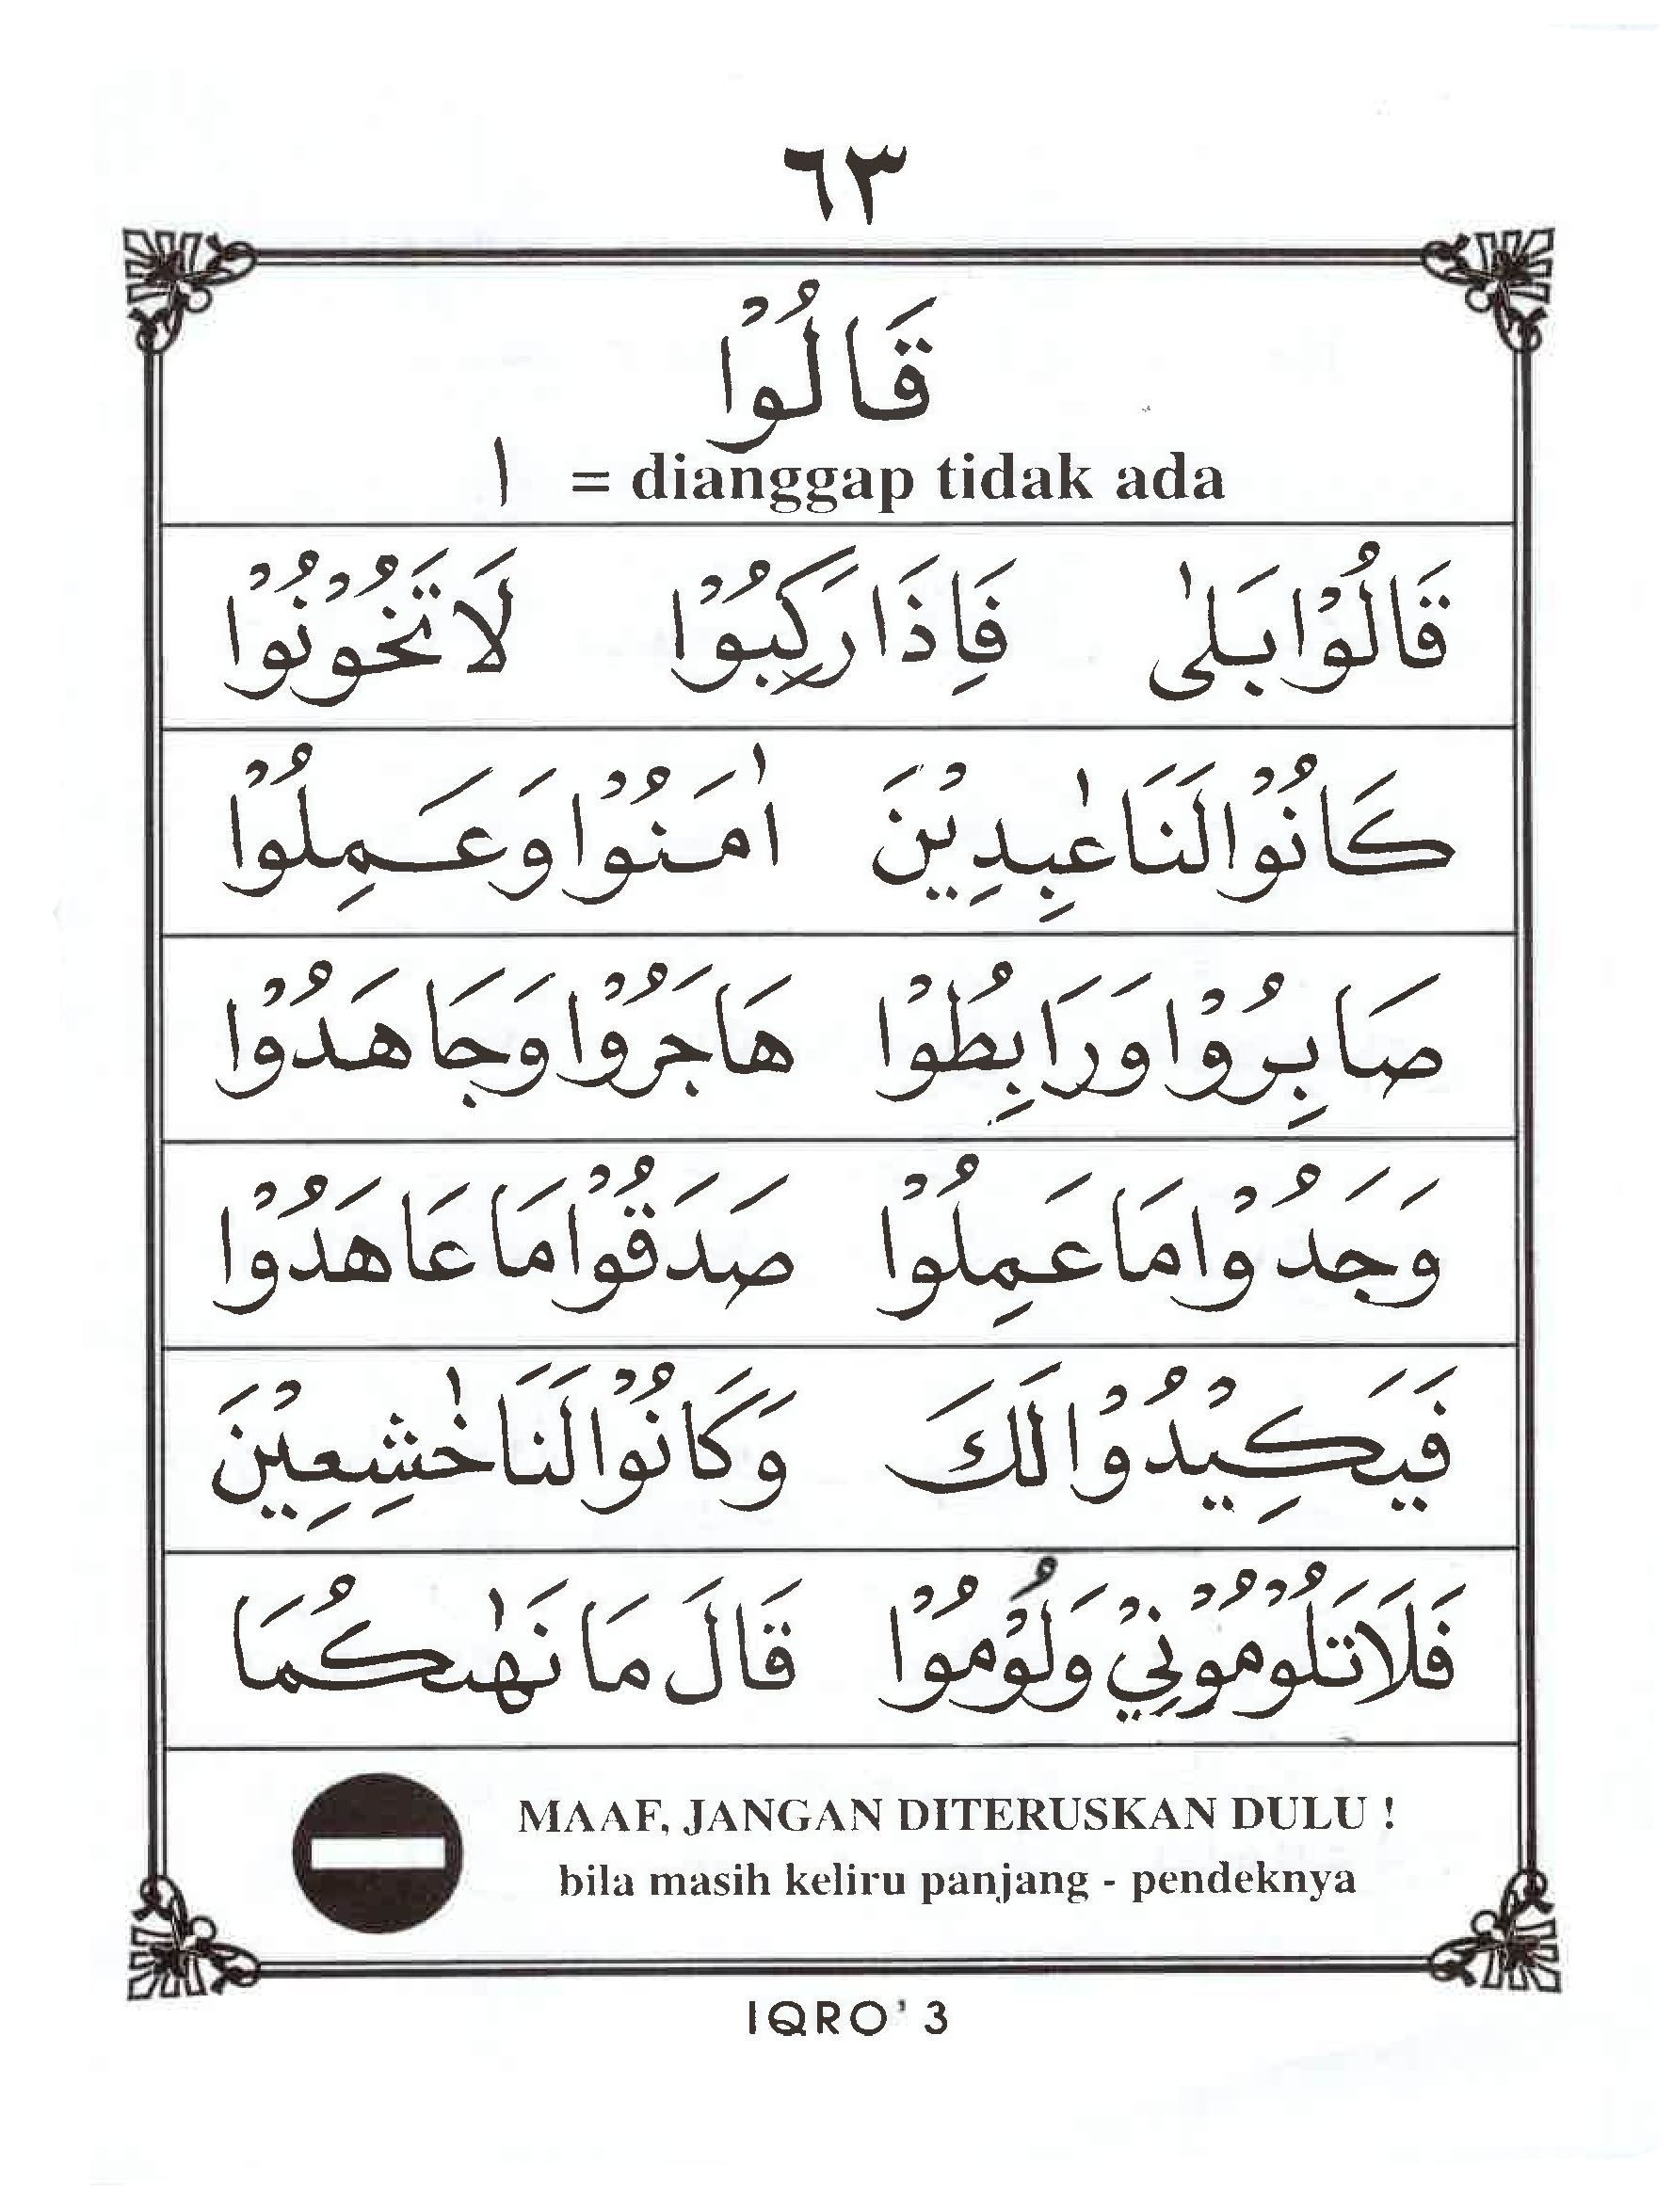 ٦٣
قَالُوْا
ا = dianggap tidak ada
قَالُوْا بَلٰى فَاِذَا رَكِبُوْا لَا تَخُوْنُوْا
كَانُوْا لَنَا عٰبِدِيْنَ اٰمَنُوْا وَعَمِلُوْا
صَابِرُوْا وَرَابِطُوْا هَاجَرُوْا وَجَاهَدُوْا
وَجَدُوْا مَا عَمِلُوْا صَدَقُوْا مَا عَاهَدُوْا
فَيَكِيْدُوْا لَكَ وَكَانُوْا لَنَا خٰشِعِيْنَ
فَلَا تَلُوْمُوْنِيْ وَلُوْمُوْا قَالَ مَا نَهٰىكُمَا
MAAF, JANGAN DITERUSKAN DULU !
bila masih keliru panjang - pendeknya
IQRO' 3